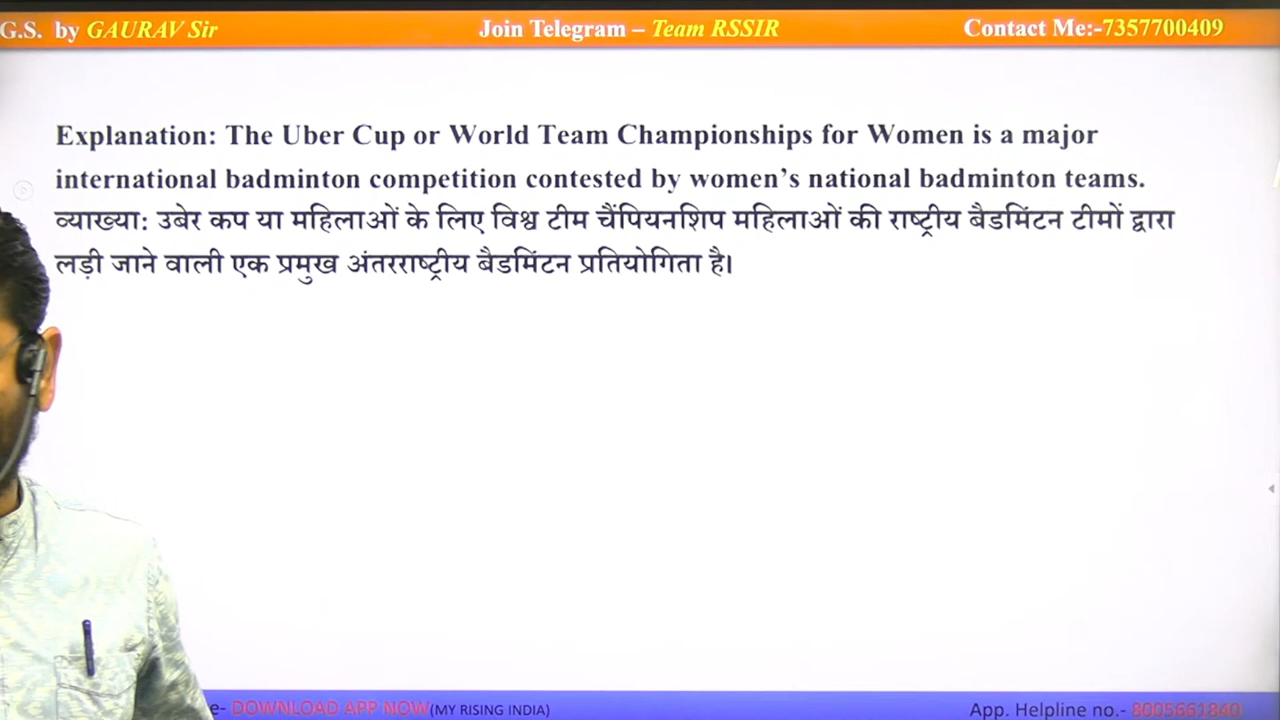 G.S. by GAURAV Sir
Join Telegram – Team RSSIR
Contact Me:-7357700409
Explanation: The Uber Cup or World Team Championships for Women is a major
international badminton competition contested by women’s national badminton teams.
व्याख्या: उबेर कप या महिलाओं के लिए विश्व टीम चैंपियनशिप महिलाओं की राष्ट्रीय बैडमिंटन टीमों द्वारा
लड़ी जाने वाली एक प्रमुख अंतरराष्ट्रीय बैडमिंटन प्रतियोगिता है।
e- DOWNLOAD APP NOW(MY RISING INDIA)
App. Helpline no.- 8005661840